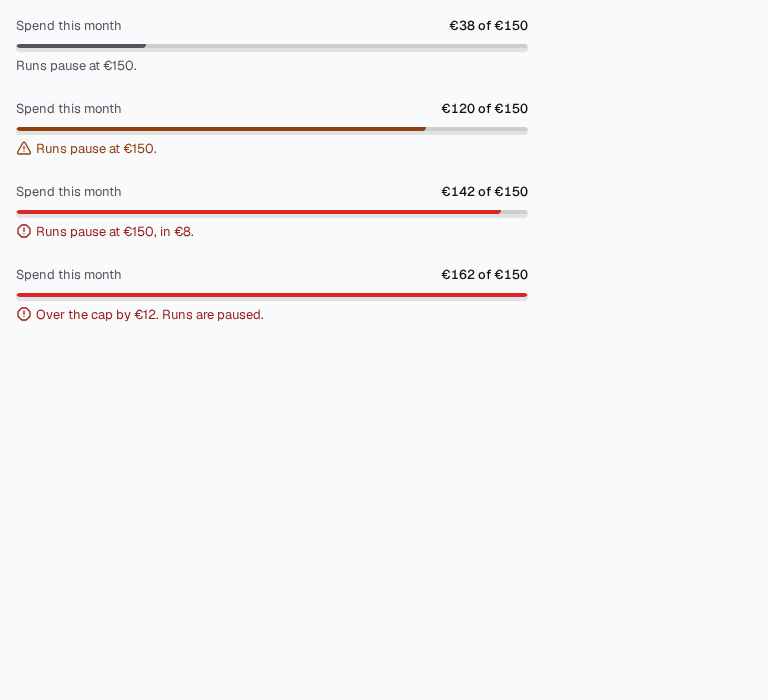 Spend this month €38 of €150
Runs pause at €150.
Spend this month €120 of €150
Runs pause at €150.
Spend this month €142 of €150
Runs pause at €150, in €8.
Spend this month €162 of €150
Over the cap by €12. Runs are paused.